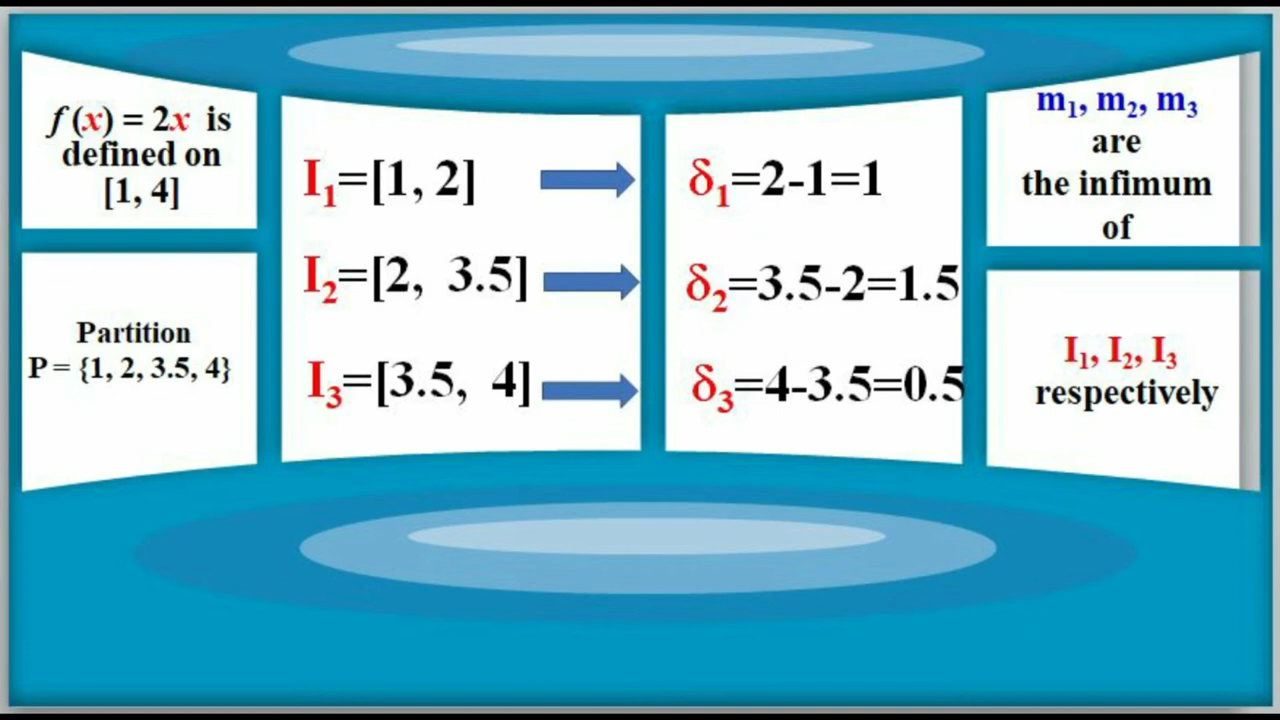 f(x) = 2x is
defined on
[1, 4]
Partition
P = {1, 2, 3.5, 4}
I₁=[1, 2]
I₂=[2, 3.5]
I₃=[3.5, 4]
δ₁=2-1=1
δ₂=3.5-2=1.5
δ₃=4-3.5=0.5
m₁, m₂, m₃
are
the infimum
of
I₁, I₂, I₃
respectively